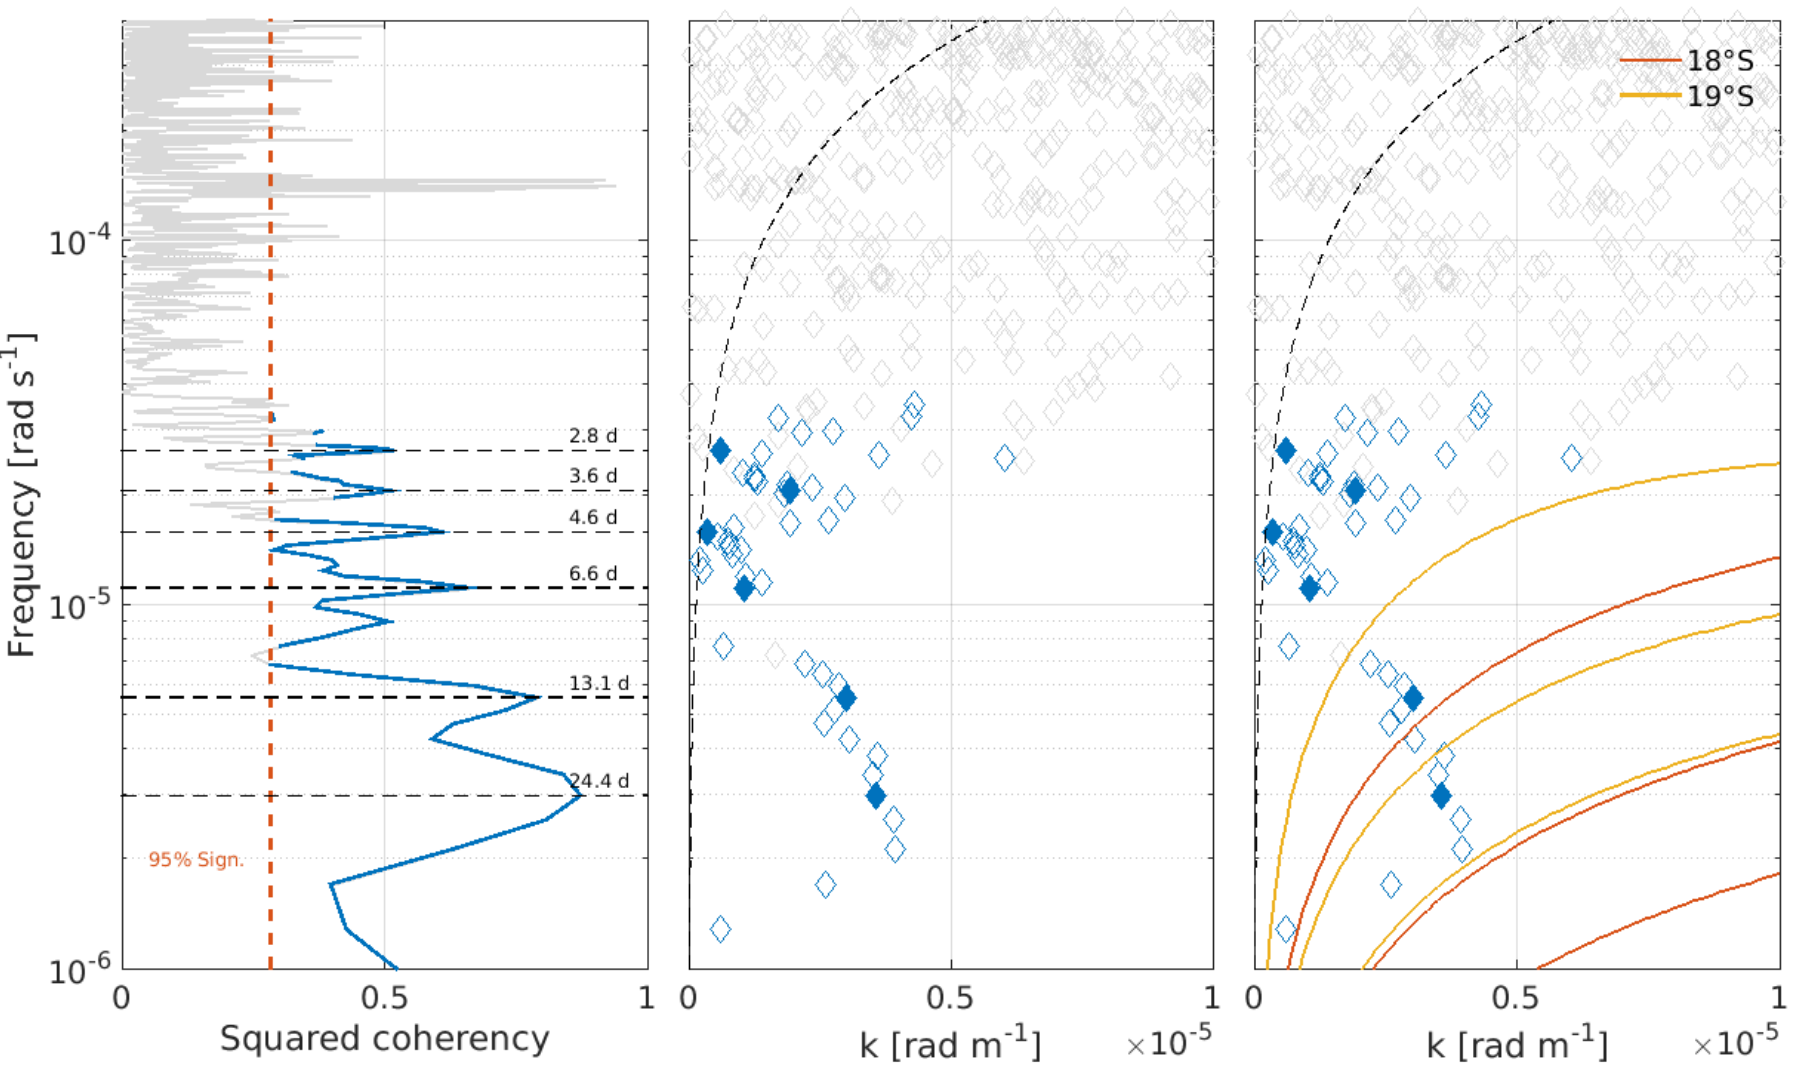 18°S
19°S
10^-4
2.8 d
3.6 d
4.6 d
6.6 d
10^-5
13.1 d
24.4 d
95% Sign.
10^-6
Frequency [rad s^-1]
0 0.5 1
0 0.5 1
0 0.5 1
Squared coherency
k [rad m^-1] ×10^-5
k [rad m^-1] ×10^-5